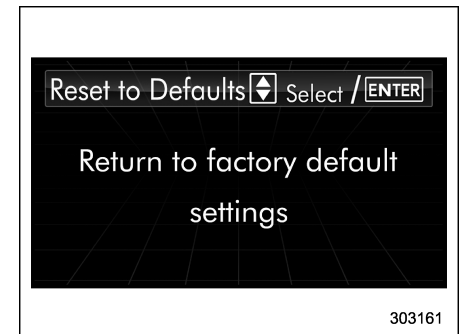 Reset to Defaults Select / ENTER
Return to factory default
settings
303161